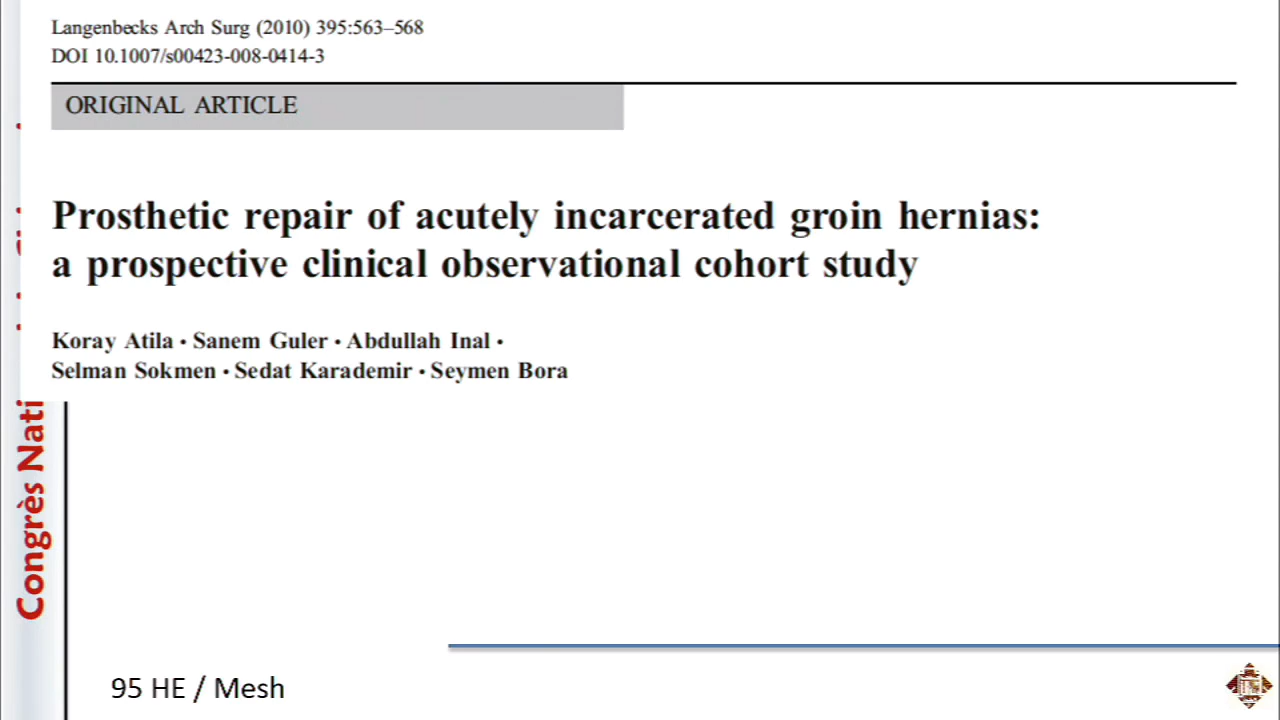 Langenbecks Arch Surg (2010) 395:563–568
DOI 10.1007/s00423-008-0414-3
ORIGINAL ARTICLE
Prosthetic repair of acutely incarcerated groin hernias:
a prospective clinical observational cohort study
Koray Atila • Sanem Guler • Abdullah Inal •
Selman Sokmen • Sedat Karademir • Seymen Bora
Congrès Nati
95 HE / Mesh